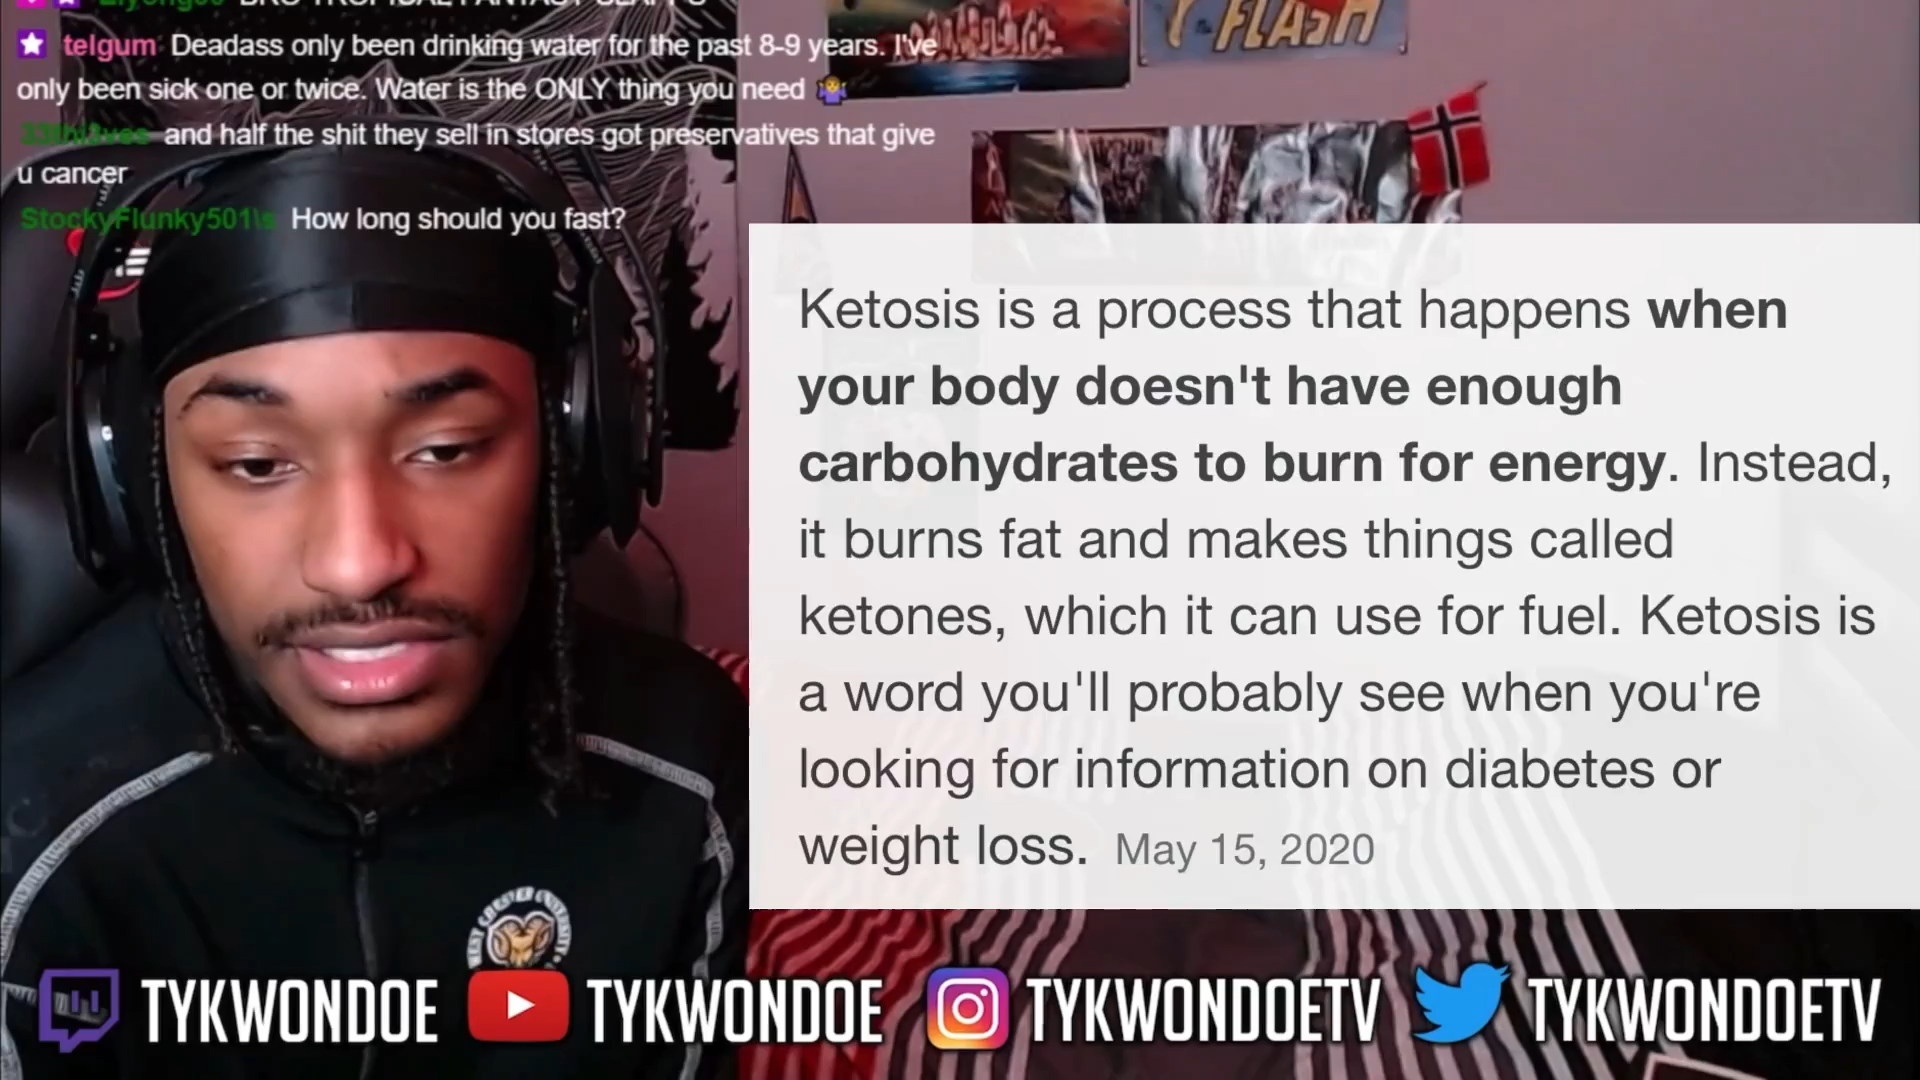 telgum Deadass only been drinking water for the past 8-9 years. I've
only been sick one or twice. Water is the ONLY thing you need 🤷
and half the shit they sell in stores got preservatives that give
u cancer
StockyFlunky501\s How long should you fast?
FLASH
Ketosis is a process that happens when
your body doesn't have enough
carbohydrates to burn for energy. Instead,
it burns fat and makes things called
ketones, which it can use for fuel. Ketosis is
a word you'll probably see when you're
looking for information on diabetes or
weight loss. May 15, 2020
WEST CHESTER UNIVERSITY
TYKWONDOE TYKWONDOE TYKWONDOETV TYKWONDOETV